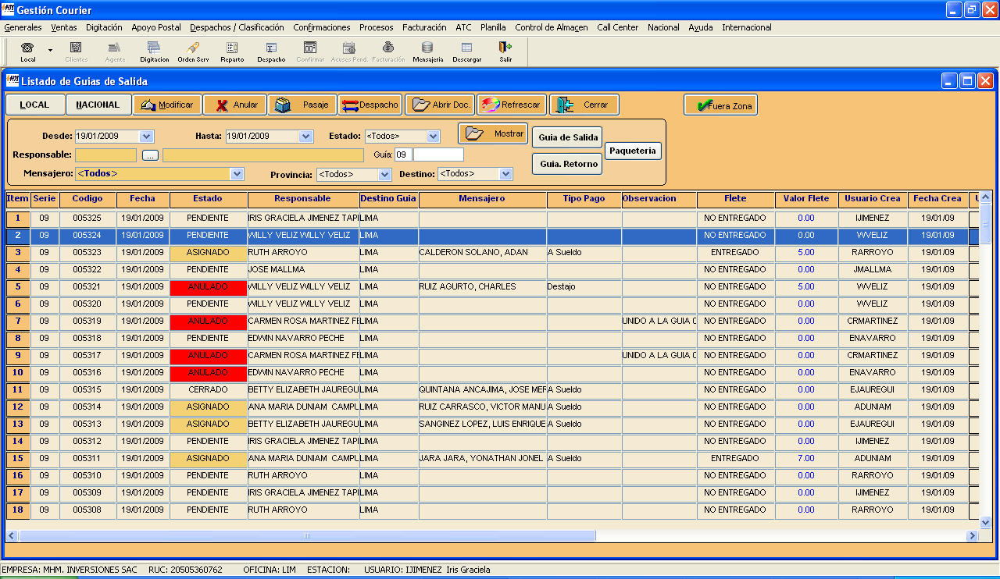 Gestión Courier
Generales Ventas Digitación Apoyo Postal Despachos / Clasificación Confirmaciones Procesos Facturación ATC Planilla Control de Almacen Call Center Nacional Ayuda Internacional
Local Clientes Agente Digitacion Orden Serv Reparto Despacho Confirmar Acuses Pend. Facturación Mensajeria Descargar Salir
Listado de Guias de Salida
LOCAL NACIONAL Modificar Anular Pasaje Despacho Abrir Doc. Refrescar Cerrar Fuera Zona
Desde: 19/01/2009 Hasta: 19/01/2009 Estado: <Todos> Mostrar Guia de Salida
Responsable: ... Guía: 09 Paqueteria
Mensajero: <Todos> Provincia: <Todos> Destino: <Todos> Guia. Retorno
Item Serie Codigo Fecha Estado Responsable Destino Guia Mensajero Tipo Pago Observacion Flete Valor Flete Usuario Crea Fecha Crea
1 09 005325 19/01/2009 PENDIENTE IRIS GRACIELA JIMENEZ TAPI LIMA NO ENTREGADO 0.00 IJIMENEZ 19/01/09
2 09 005324 19/01/2009 PENDIENTE WILLY VELIZ WILLY VELIZ LIMA NO ENTREGADO 0.00 WVELIZ 19/01/09
3 09 005323 19/01/2009 ASIGNADO RUTH ARROYO LIMA CALDERON SOLANO, ADAN A Sueldo ENTREGADO 5.00 RARROYO 19/01/09
4 09 005322 19/01/2009 PENDIENTE JOSE MALLMA LIMA NO ENTREGADO 0.00 JMALLMA 19/01/09
5 09 005321 19/01/2009 ANULADO WILLY VELIZ WILLY VELIZ LIMA RUIZ AGURTO, CHARLES Destajo NO ENTREGADO 5.00 WVELIZ 19/01/09
6 09 005320 19/01/2009 PENDIENTE WILLY VELIZ WILLY VELIZ LIMA NO ENTREGADO 0.00 WVELIZ 19/01/09
7 09 005319 19/01/2009 ANULADO CARMEN ROSA MARTINEZ FE LIMA UNIDO A LA GUIA NO ENTREGADO 0.00 CRMARTINEZ 19/01/09
8 09 005318 19/01/2009 PENDIENTE EDWIN NAVARRO PECHE LIMA NO ENTREGADO 0.00 ENAVARRO 19/01/09
9 09 005317 19/01/2009 ANULADO CARMEN ROSA MARTINEZ FE LIMA UNIDO A LA GUIA NO ENTREGADO 0.00 CRMARTINEZ 19/01/09
10 09 005316 19/01/2009 ANULADO EDWIN NAVARRO PECHE LIMA NO ENTREGADO 0.00 ENAVARRO 19/01/09
11 09 005315 19/01/2009 CERRADO BETTY ELIZABETH JAUREGU LIMA QUINTANA ANCAJIMA, JOSE MER A Sueldo NO ENTREGADO 0.00 EJAUREGUI 19/01/09
12 09 005314 19/01/2009 ASIGNADO ANA MARIA DUNIAM CAMPU LIMA RUIZ CARRASCO, VICTOR MANU A Sueldo NO ENTREGADO 0.00 ADUNIAM 19/01/09
13 09 005313 19/01/2009 ASIGNADO BETTY ELIZABETH JAUREGU LIMA SANGINEZ LOPEZ, LUIS ENRIQUE A Sueldo NO ENTREGADO 0.00 EJAUREGUI 19/01/09
14 09 005312 19/01/2009 PENDIENTE IRIS GRACIELA JIMENEZ TAPI LIMA NO ENTREGADO 0.00 IJIMENEZ 19/01/09
15 09 005311 19/01/2009 ASIGNADO ANA MARIA DUNIAM CAMPU LIMA JARA JARA, YONATHAN JONEL A Sueldo ENTREGADO 7.00 ADUNIAM 19/01/09
16 09 005310 19/01/2009 PENDIENTE RUTH ARROYO LIMA NO ENTREGADO 0.00 RARROYO 19/01/09
17 09 005309 19/01/2009 PENDIENTE IRIS GRACIELA JIMENEZ TAPI LIMA NO ENTREGADO 0.00 IJIMENEZ 19/01/09
18 09 005308 19/01/2009 PENDIENTE RUTH ARROYO LIMA NO ENTREGADO 0.00 RARROYO 19/01/09
EMPRESA: MHM. INVERSIONES SAC RUC: 20505360762 OFICINA: LIM ESTACION: USUARIO: IJIMENEZ Iris Graciela